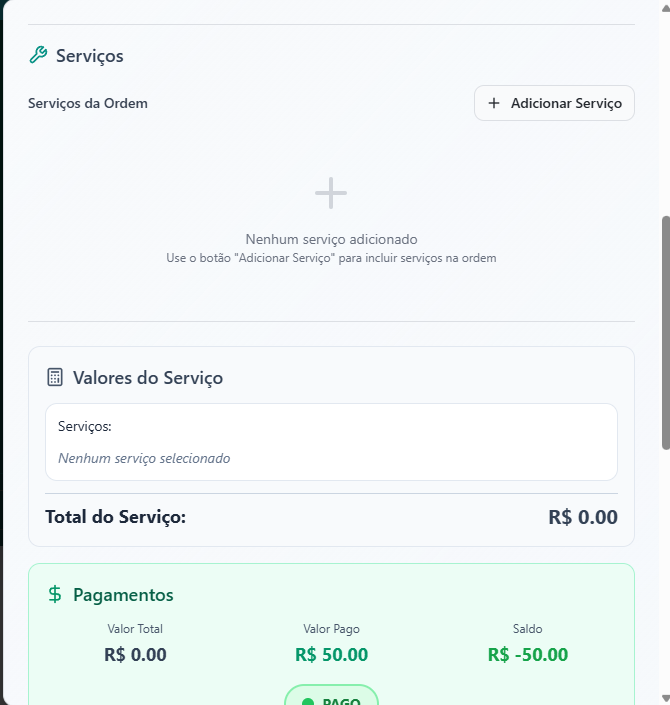 Serviços
Serviços da Ordem
Adicionar Serviço
Nenhum serviço adicionado
Use o botão "Adicionar Serviço" para incluir serviços na ordem
Valores do Serviço
Serviços:
Nenhum serviço selecionado
Total do Serviço: R$ 0.00
Pagamentos
Valor Total Valor Pago Saldo
R$ 0.00 R$ 50.00 R$ -50.00
PAGO